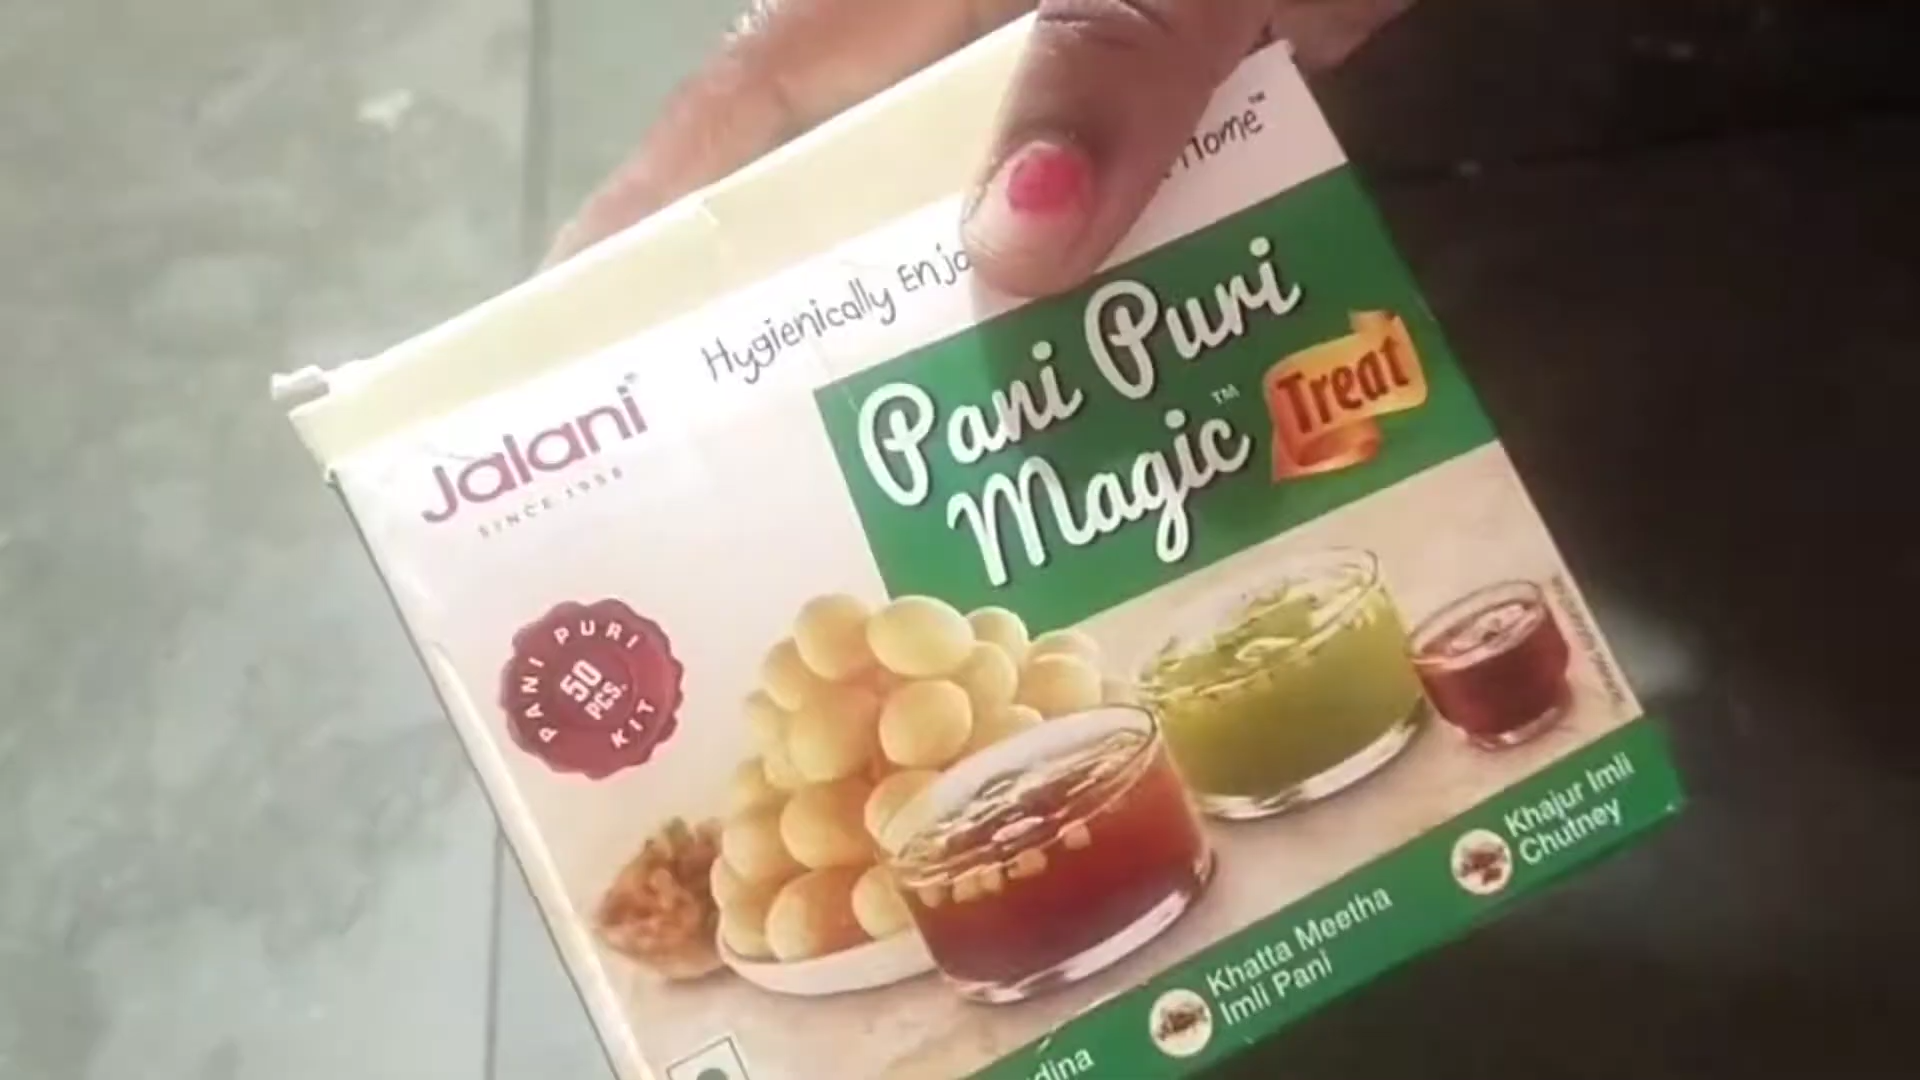 Hygienically Enjo
Home™
Jalani
SINCE 1958
Pani Puri
Magic™
Treat
PANI PURI
50
PCS.
KIT
Khajur Imli
Chutney
Khatta Meetha
Imli Pani
dina